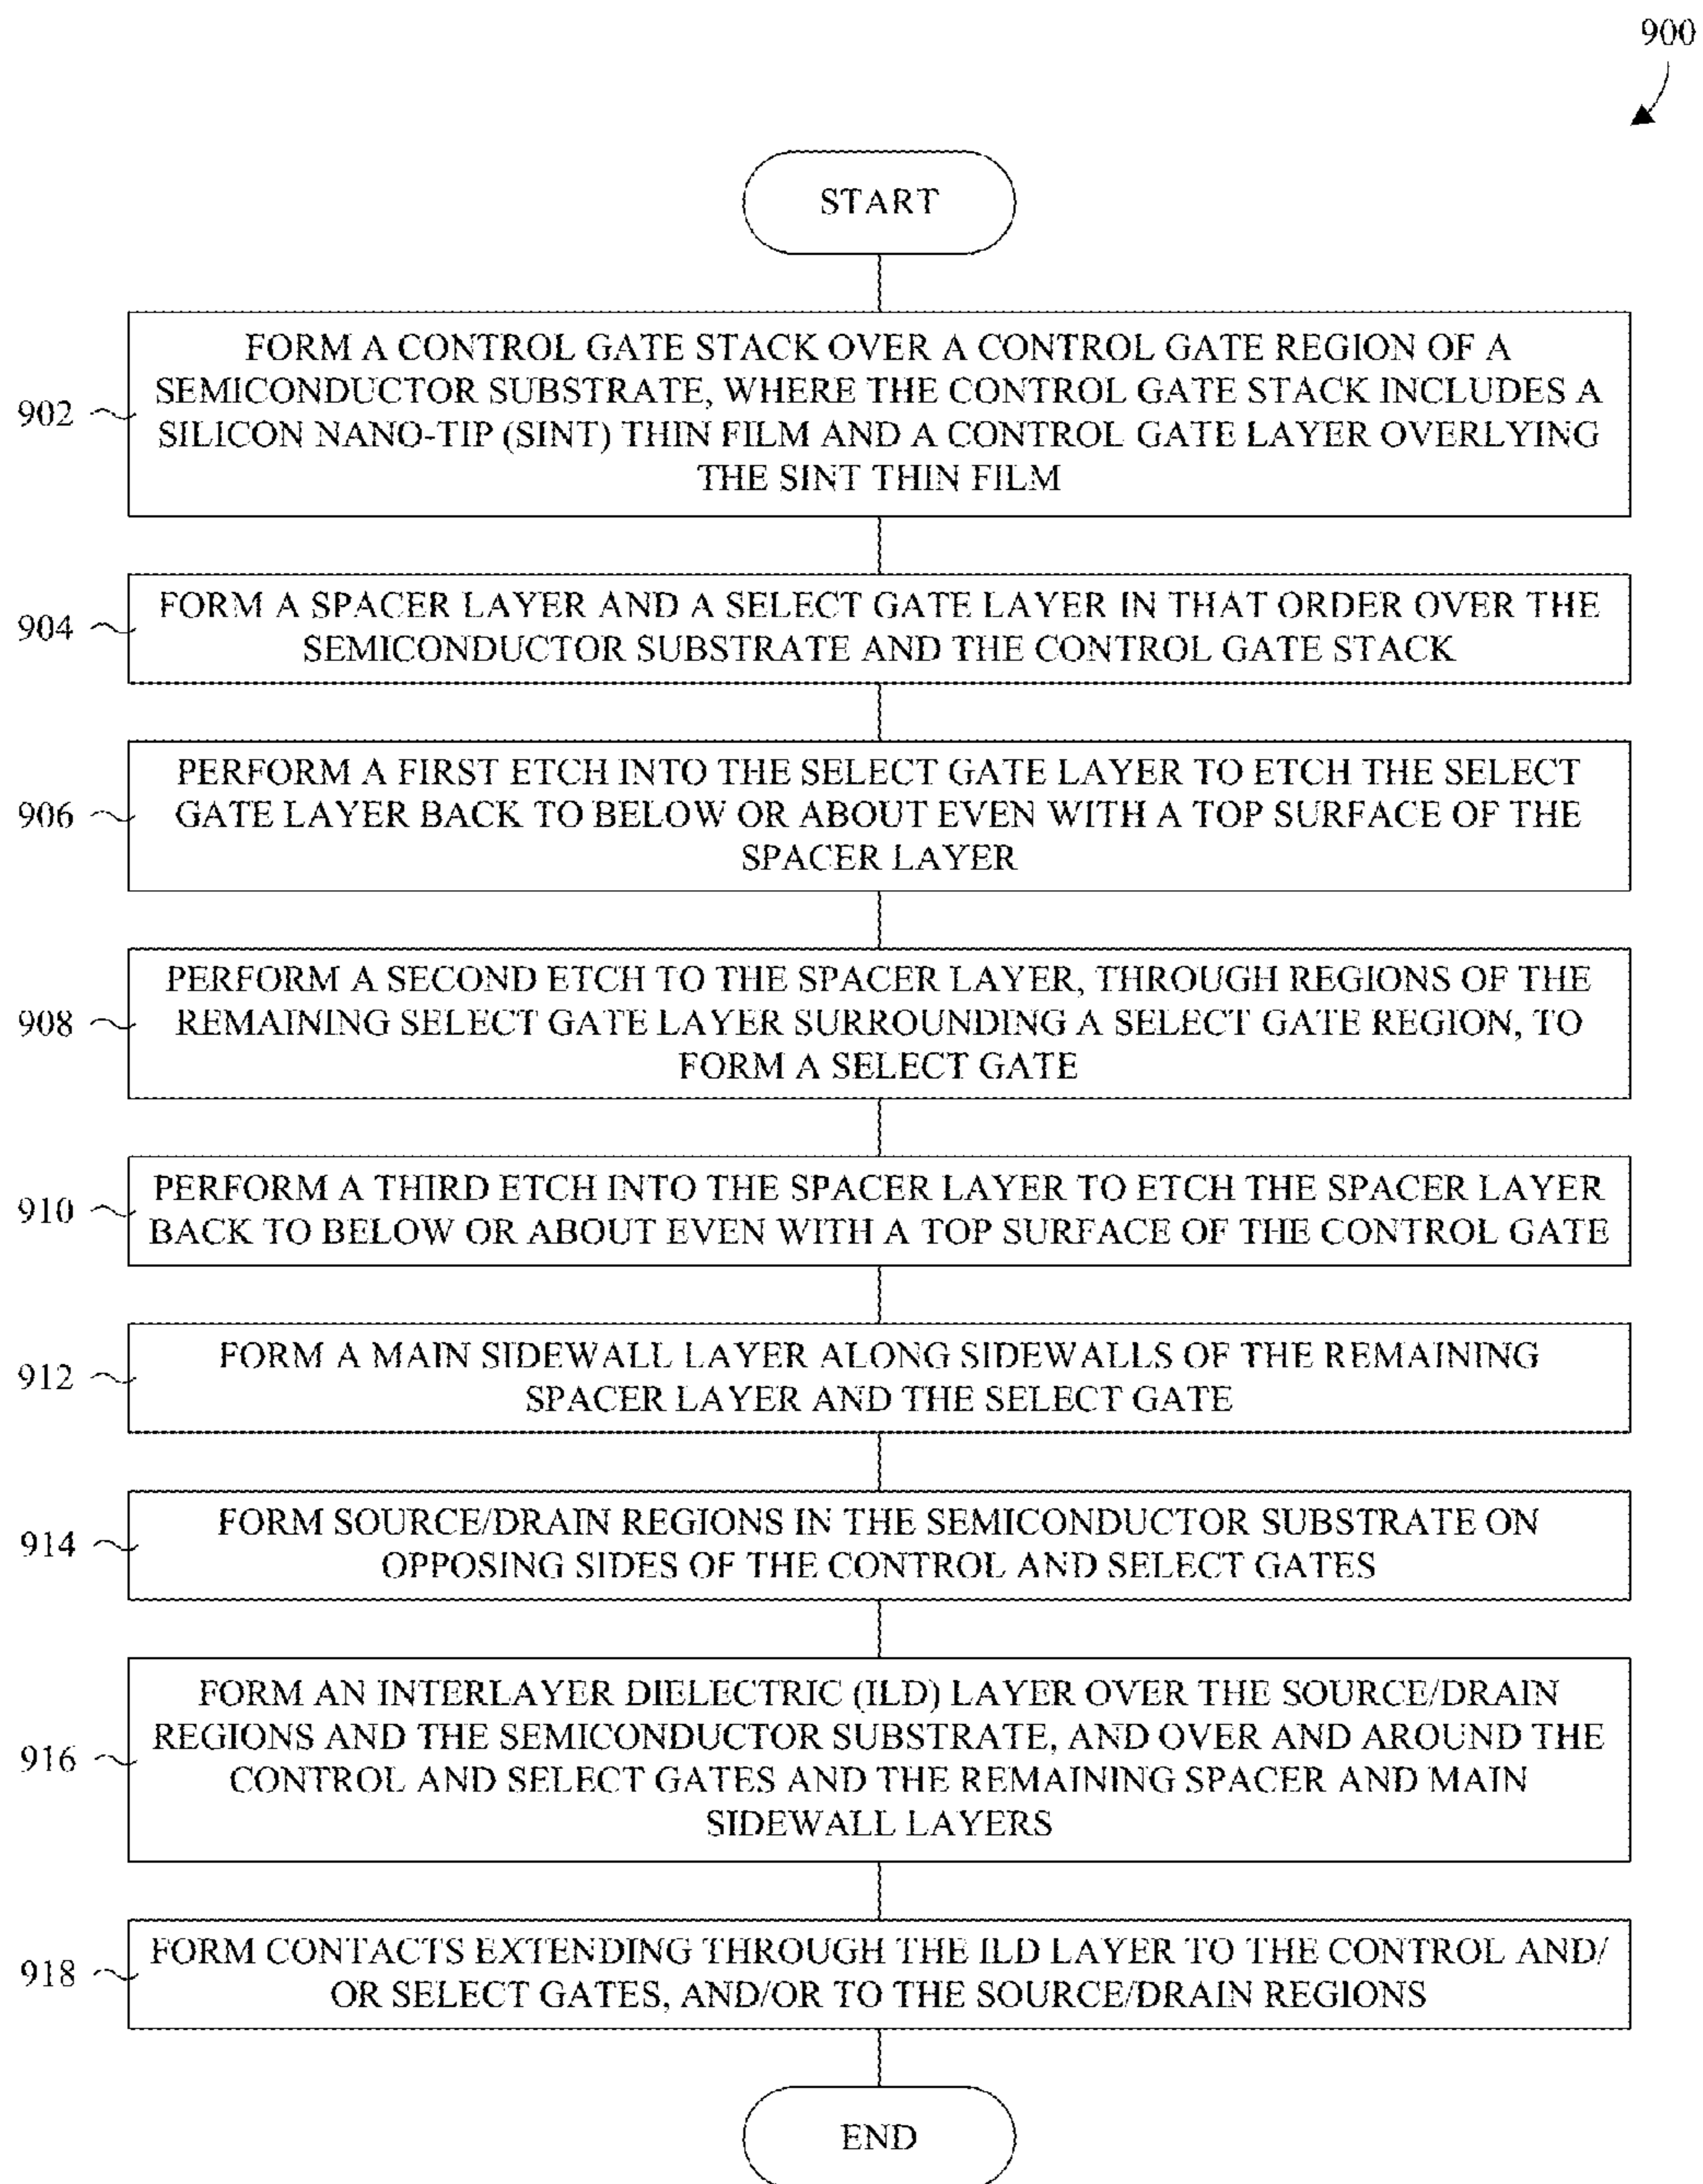 900
START
902
FORM A CONTROL GATE STACK OVER A CONTROL GATE REGION OF A
SEMICONDUCTOR SUBSTRATE, WHERE THE CONTROL GATE STACK INCLUDES A
SILICON NANO-TIP (SINT) THIN FILM AND A CONTROL GATE LAYER OVERLYING
THE SINT THIN FILM
904
FORM A SPACER LAYER AND A SELECT GATE LAYER IN THAT ORDER OVER THE
SEMICONDUCTOR SUBSTRATE AND THE CONTROL GATE STACK
906
PERFORM A FIRST ETCH INTO THE SELECT GATE LAYER TO ETCH THE SELECT
GATE LAYER BACK TO BELOW OR ABOUT EVEN WITH A TOP SURFACE OF THE
SPACER LAYER
908
PERFORM A SECOND ETCH TO THE SPACER LAYER, THROUGH REGIONS OF THE
REMAINING SELECT GATE LAYER SURROUNDING A SELECT GATE REGION, TO
FORM A SELECT GATE
910
PERFORM A THIRD ETCH INTO THE SPACER LAYER TO ETCH THE SPACER LAYER
BACK TO BELOW OR ABOUT EVEN WITH A TOP SURFACE OF THE CONTROL GATE
912
FORM A MAIN SIDEWALL LAYER ALONG SIDEWALLS OF THE REMAINING
SPACER LAYER AND THE SELECT GATE
914
FORM SOURCE/DRAIN REGIONS IN THE SEMICONDUCTOR SUBSTRATE ON
OPPOSING SIDES OF THE CONTROL AND SELECT GATES
916
FORM AN INTERLAYER DIELECTRIC (ILD) LAYER OVER THE SOURCE/DRAIN
REGIONS AND THE SEMICONDUCTOR SUBSTRATE, AND OVER AND AROUND THE
CONTROL AND SELECT GATES AND THE REMAINING SPACER AND MAIN
SIDEWALL LAYERS
918
FORM CONTACTS EXTENDING THROUGH THE ILD LAYER TO THE CONTROL AND/
OR SELECT GATES, AND/OR TO THE SOURCE/DRAIN REGIONS
END